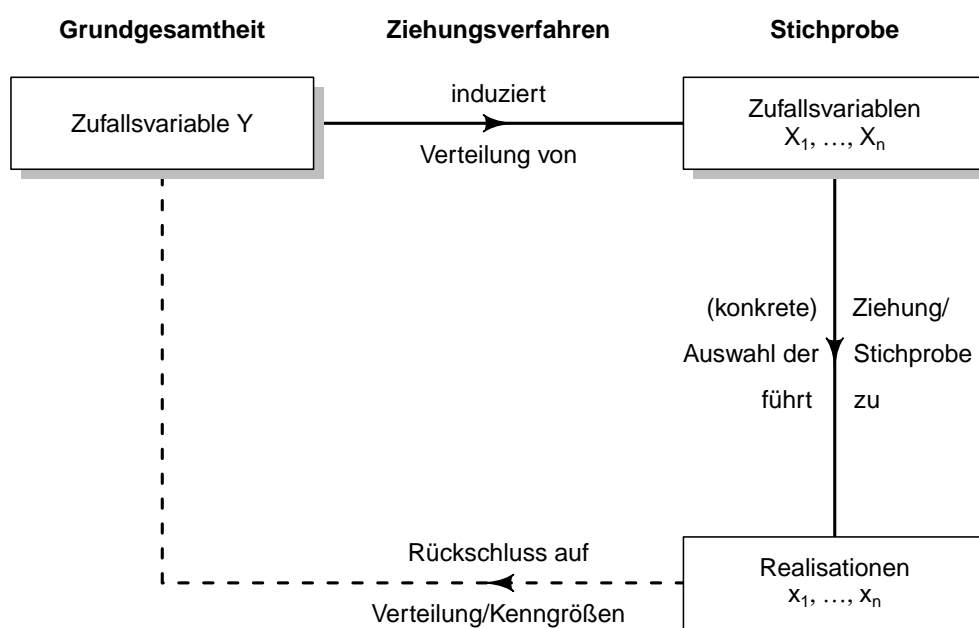 Grundgesamtheit
Ziehungsverfahren
Stichprobe
Zufallsvariable Y
induziert
Verteilung von
Zufallsvariablen
X₁, …, Xₙ
(konkrete) Ziehung/
Auswahl der Stichprobe
führt zu
Rückschluss auf
Verteilung/Kenngrößen
Realisationen
x₁, …, xₙ